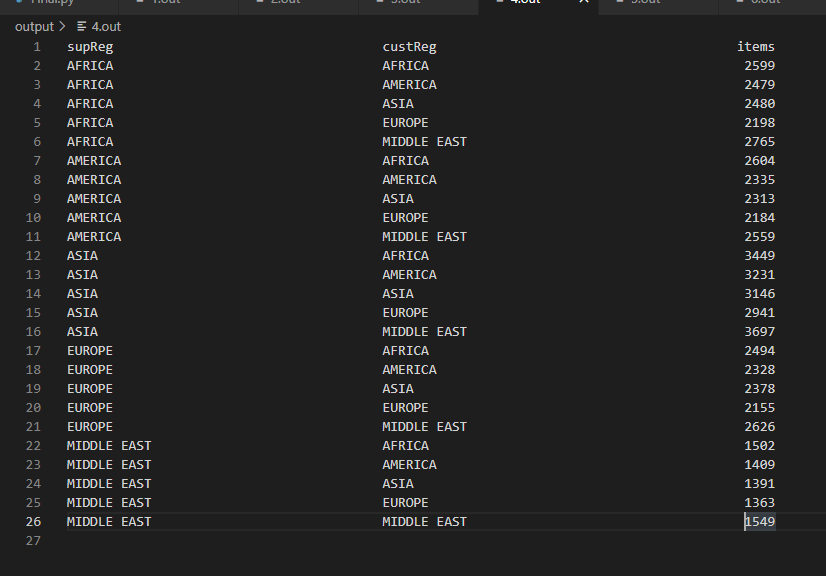 Final.py 1.out 2.out 3.out 4.out 5.out 6.out
output > 4.out
1 supReg custReg items
2 AFRICA AFRICA 2599
3 AFRICA AMERICA 2479
4 AFRICA ASIA 2480
5 AFRICA EUROPE 2198
6 AFRICA MIDDLE EAST 2765
7 AMERICA AFRICA 2604
8 AMERICA AMERICA 2335
9 AMERICA ASIA 2313
10 AMERICA EUROPE 2184
11 AMERICA MIDDLE EAST 2559
12 ASIA AFRICA 3449
13 ASIA AMERICA 3231
14 ASIA ASIA 3146
15 ASIA EUROPE 2941
16 ASIA MIDDLE EAST 3697
17 EUROPE AFRICA 2494
18 EUROPE AMERICA 2328
19 EUROPE ASIA 2378
20 EUROPE EUROPE 2155
21 EUROPE MIDDLE EAST 2626
22 MIDDLE EAST AFRICA 1502
23 MIDDLE EAST AMERICA 1409
24 MIDDLE EAST ASIA 1391
25 MIDDLE EAST EUROPE 1363
26 MIDDLE EAST MIDDLE EAST 1549
27